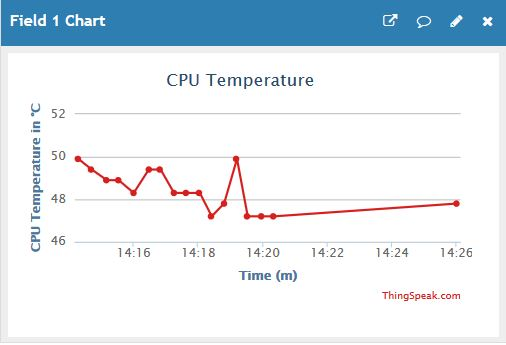 Field 1 Chart
CPU Temperature
CPU Temperature in °C
52
50
48
46
14:16 14:18 14:20 14:22 14:24 14:26
Time (m)
ThingSpeak.com